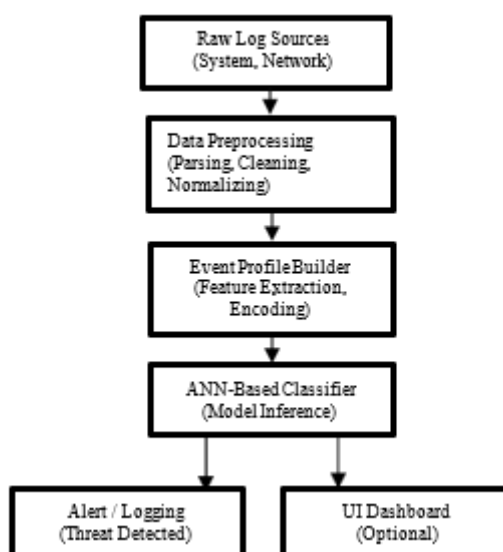 Raw Log Sources
(System, Network)
Data Preprocessing
(Parsing, Cleaning,
Normalizing)
Event Profile Builder
(Feature Extraction,
Encoding)
ANN-Based Classifier
(Model Inference)
Alert / Logging
(Threat Detected)
UI Dashboard
(Optional)